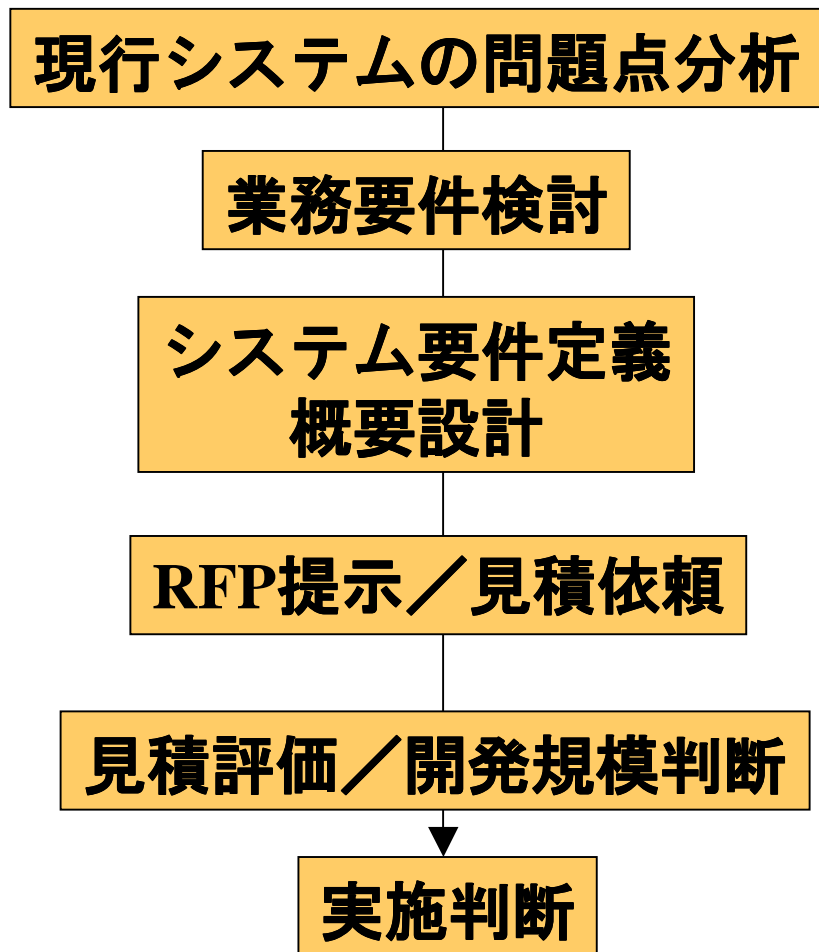 現行システムの問題点分析
業務要件検討
システム要件定義
概要設計
RFP提示／見積依頼
見積評価／開発規模判断
実施判断